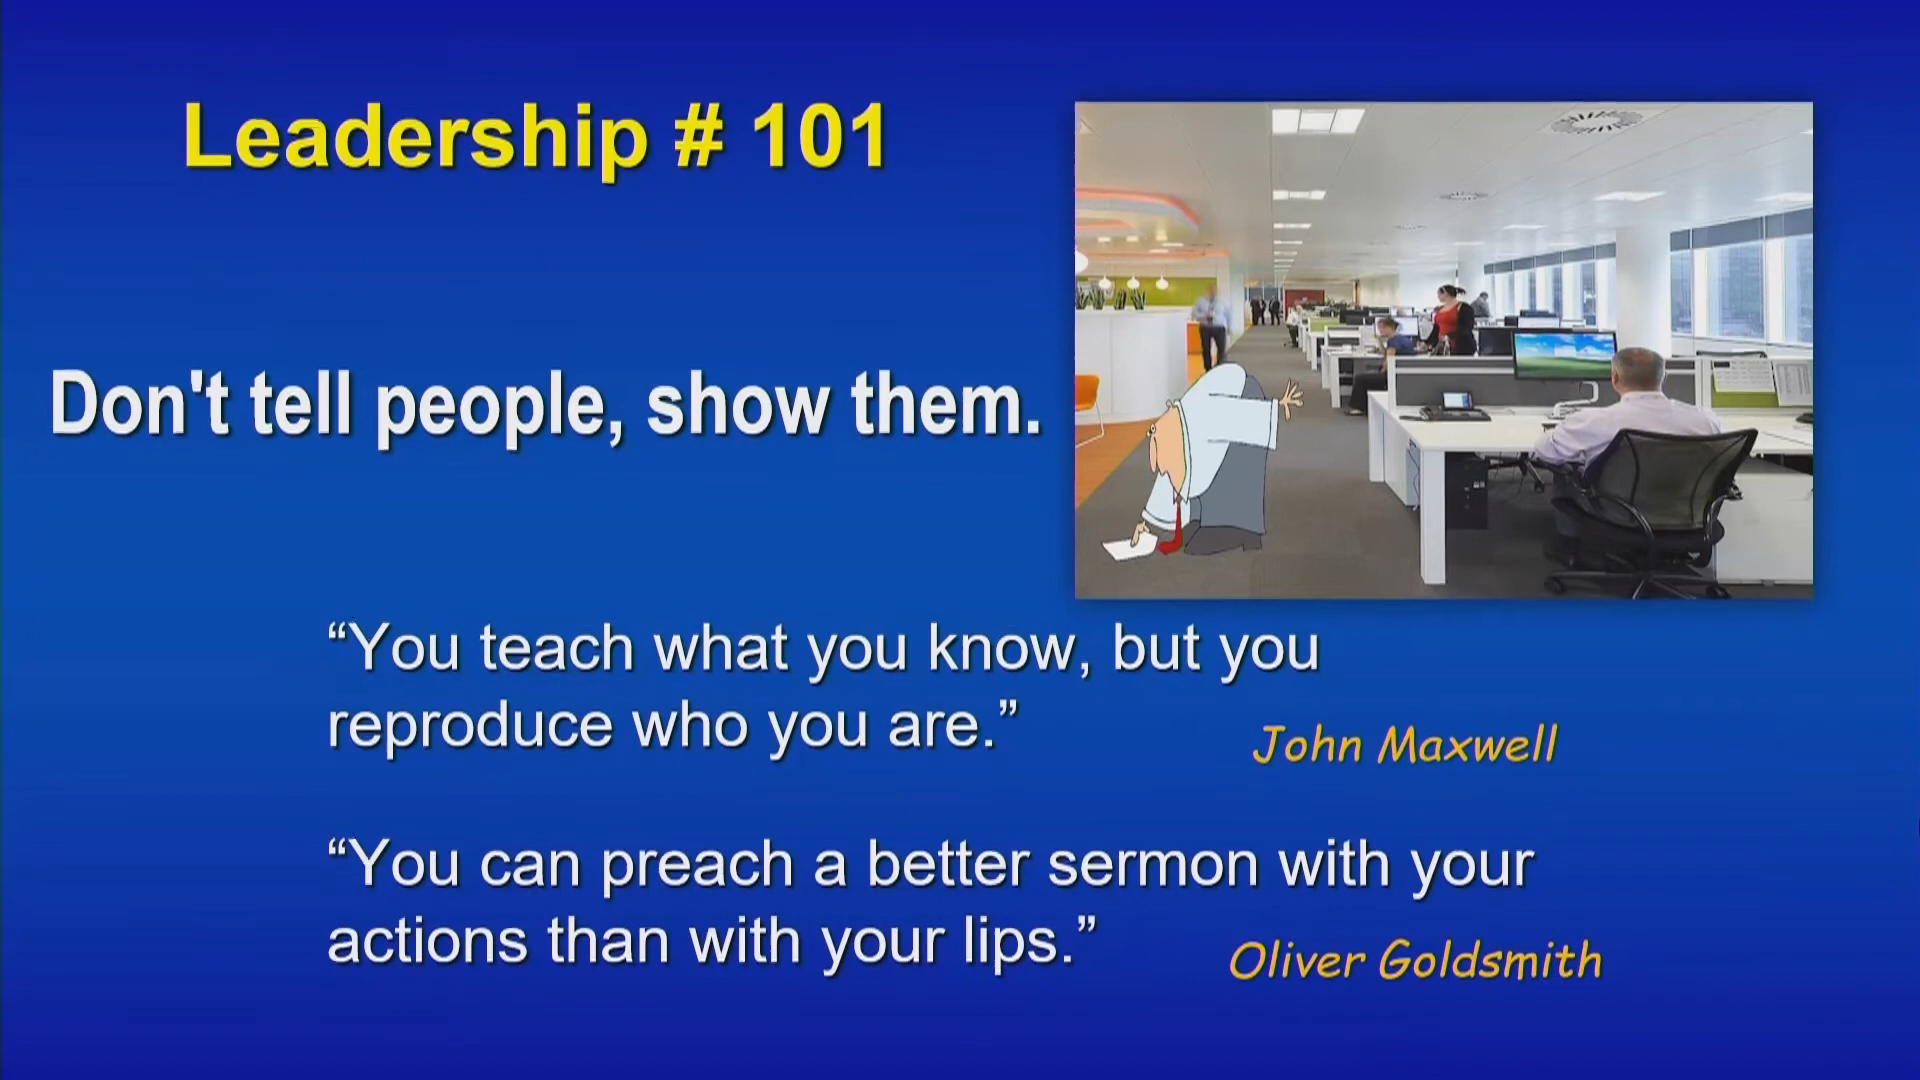 Leadership # 101
Don't tell people, show them.
“You teach what you know, but you
reproduce who you are.”
John Maxwell
“You can preach a better sermon with your
actions than with your lips.”
Oliver Goldsmith